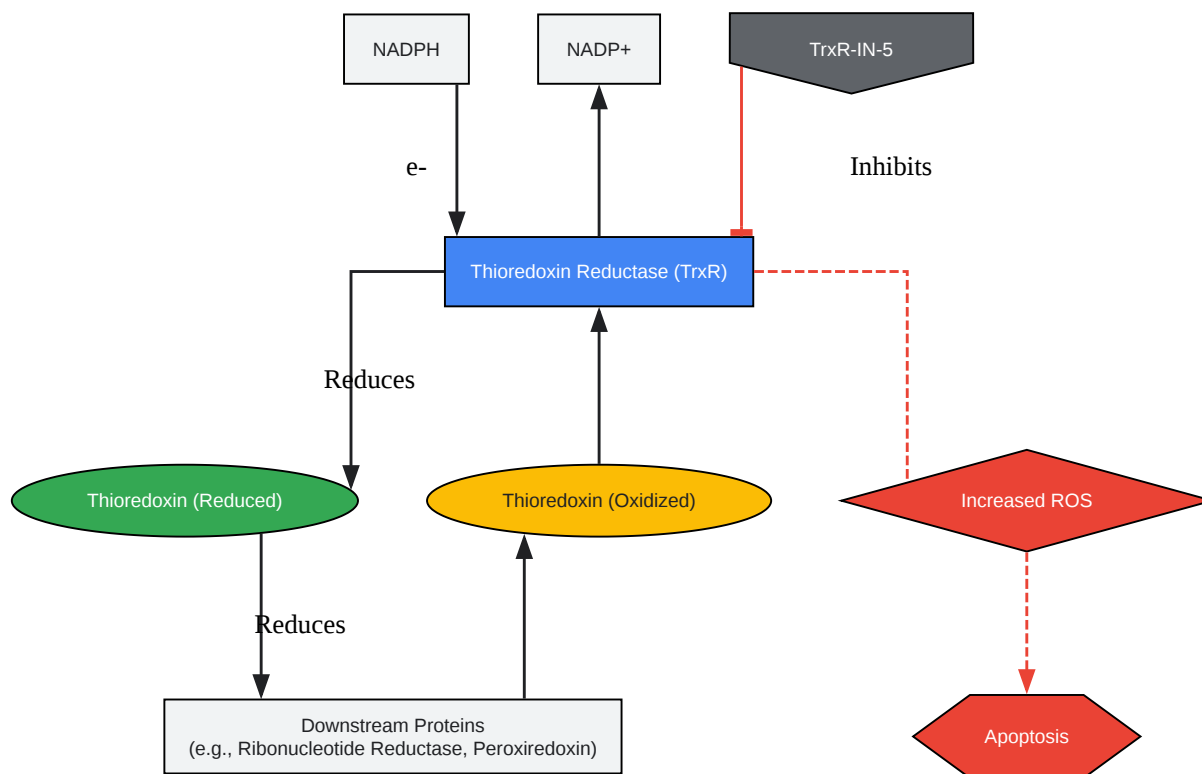 NADPH
NADP+
TrxR-IN-5
e-
Inhibits
Thioredoxin Reductase (TrxR)
Reduces
Thioredoxin (Reduced)
Thioredoxin (Oxidized)
Increased ROS
Reduces
Downstream Proteins
(e.g., Ribonucleotide Reductase, Peroxiredoxin)
Apoptosis